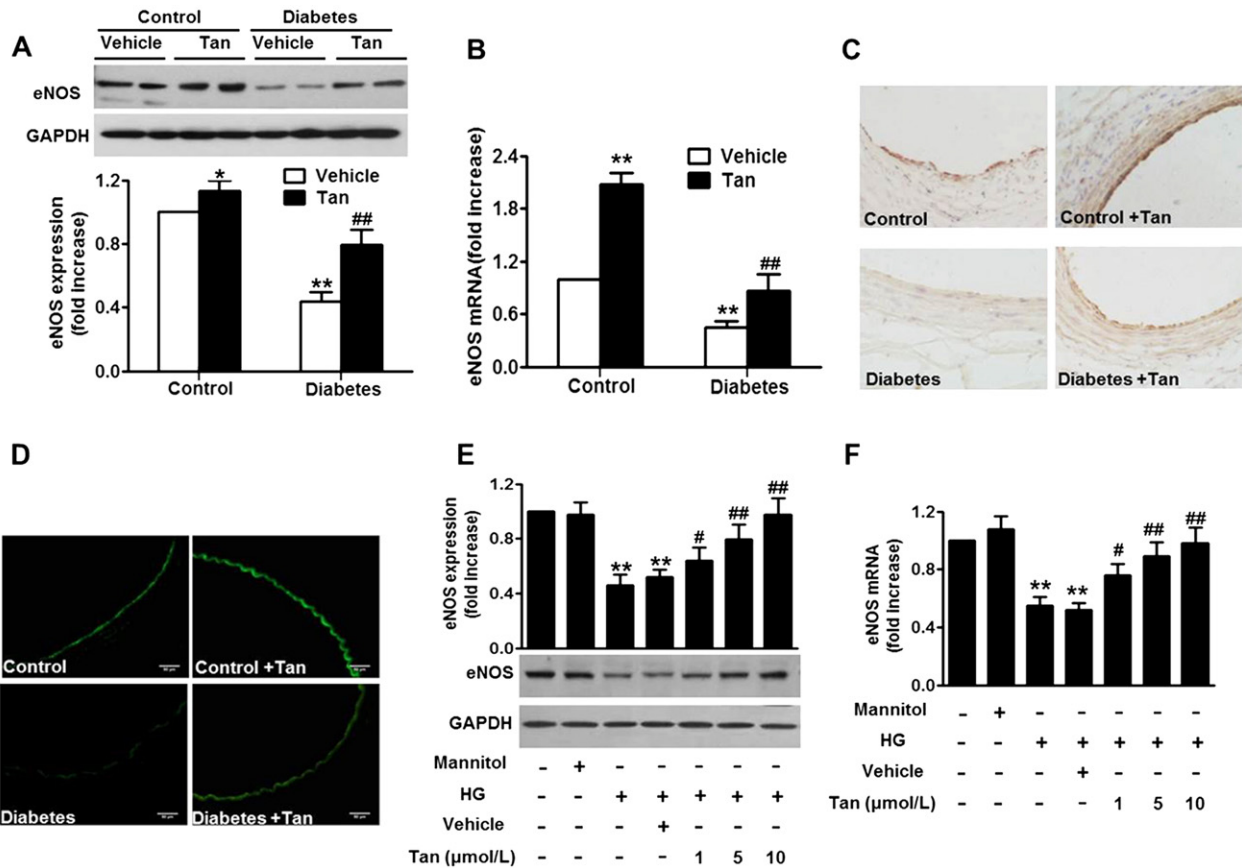 A
Control Diabetes
Vehicle Tan Vehicle Tan
eNOS
GAPDH
eNOS expression
(fold increase)
1.2
0.8
0.4
0.0
*
**
##
Vehicle
Tan
Control Diabetes
B
eNOS mRNA(fold increase)
2.4
1.8
1.2
0.6
0.0
**
**
##
Vehicle
Tan
Control Diabetes
C
Control Control +Tan
Diabetes Diabetes +Tan
D
Control Control +Tan
Diabetes Diabetes +Tan
E
eNOS expression
(fold increase)
1.2
0.8
0.4
0.0
** ** # ## ##
eNOS
GAPDH
Mannitol - + - - - - -
HG - - + + + + +
Vehicle - - - + - - -
Tan (μmol/L) - - - - 1 5 10
F
eNOS mRNA
(fold increase)
1.2
0.8
0.4
0.0
** ** # ## ##
Mannitol - + - - - - -
HG - - + + + + +
Vehicle - - - + - - -
Tan (μmol/L) - - - - 1 5 10